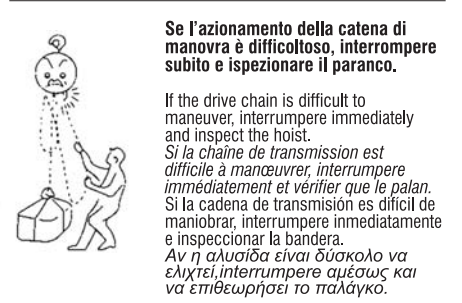 Se l'azionamento della catena di
manovra è difficoltoso, interrompere
subito e ispezionare il paranco.
If the drive chain is difficult to
maneuver, interrumpere immediately
and inspect the hoist.
Si la chaîne de transmission est
difficile à manœuvrer, interrumpere
immédiatement et vérifier que le palan.
Si la cadena de transmisión es difícil de
maniobrar, interrumpere inmediatamente
e inspeccionar la bandera.
Αν η αλυσίδα είναι δύσκολο να
ελιχτεί,interrumpere αμέσως και
να επιθεωρήσει το παλάγκο.